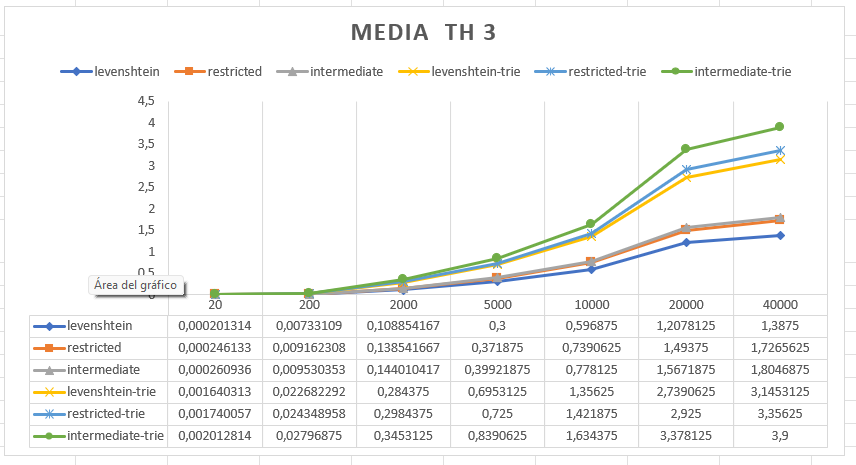 MEDIA TH 3
levenshtein restricted intermediate levenshtein-trie restricted-trie intermediate-trie
4,5
4
3,5
3
2,5
2
1,5
1
0,5
Área del gráfico
0
20 200 2000 5000 10000 20000 40000
levenshtein 0,000201314 0,00733109 0,108854167 0,3 0,596875 1,2078125 1,3875
restricted 0,000246133 0,009162308 0,138541667 0,371875 0,7390625 1,49375 1,7265625
intermediate 0,000260936 0,009530353 0,144010417 0,39921875 0,778125 1,5671875 1,8046875
levenshtein-trie 0,001640313 0,022682292 0,284375 0,6953125 1,35625 2,7390625 3,1453125
restricted-trie 0,001740057 0,024348958 0,2984375 0,725 1,421875 2,925 3,35625
intermediate-trie 0,002012814 0,02796875 0,3453125 0,8390625 1,634375 3,378125 3,9